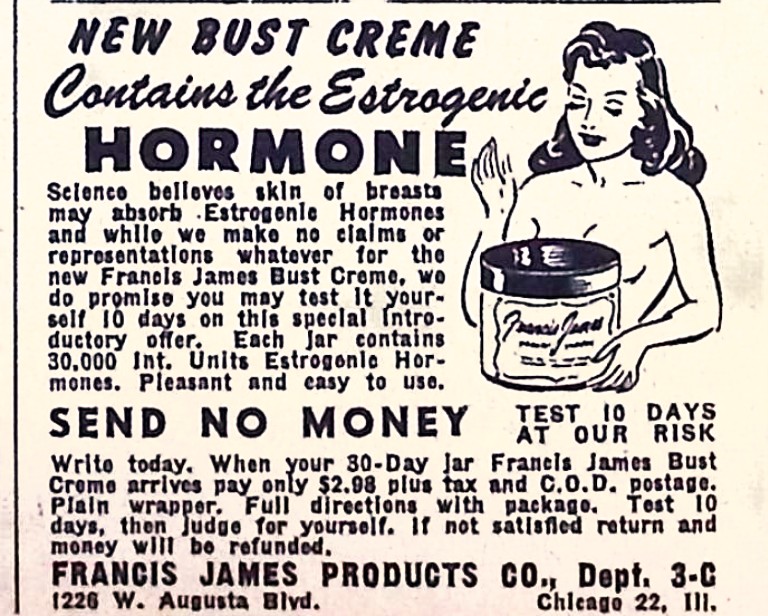 NEW BUST CREME
Contains the Estrogenic
HORMONE
Science believes skin of breasts
may absorb Estrogenic Hormones
and while we make no claims or
representations whatever for the
new Francis James Bust Creme, we
do promise you may test it your-
self 10 days on this special intro-
ductory offer. Each jar contains
30,000 Int. Units Estrogenic Hor-
mones. Pleasant and easy to use.
Francis James
SEND NO MONEY
TEST 10 DAYS
AT OUR RISK
Write today. When your 30-Day jar Francis James Bust
Creme arrives pay only $2.98 plus tax and C.O.D. postage.
Plain wrapper. Full directions with package. Test 10
days, then judge for yourself. If not satisfied return and
money will be refunded.
FRANCIS JAMES PRODUCTS CO., Dept. 3-C
1226 W. Augusta Blvd. Chicago 22, Ill.